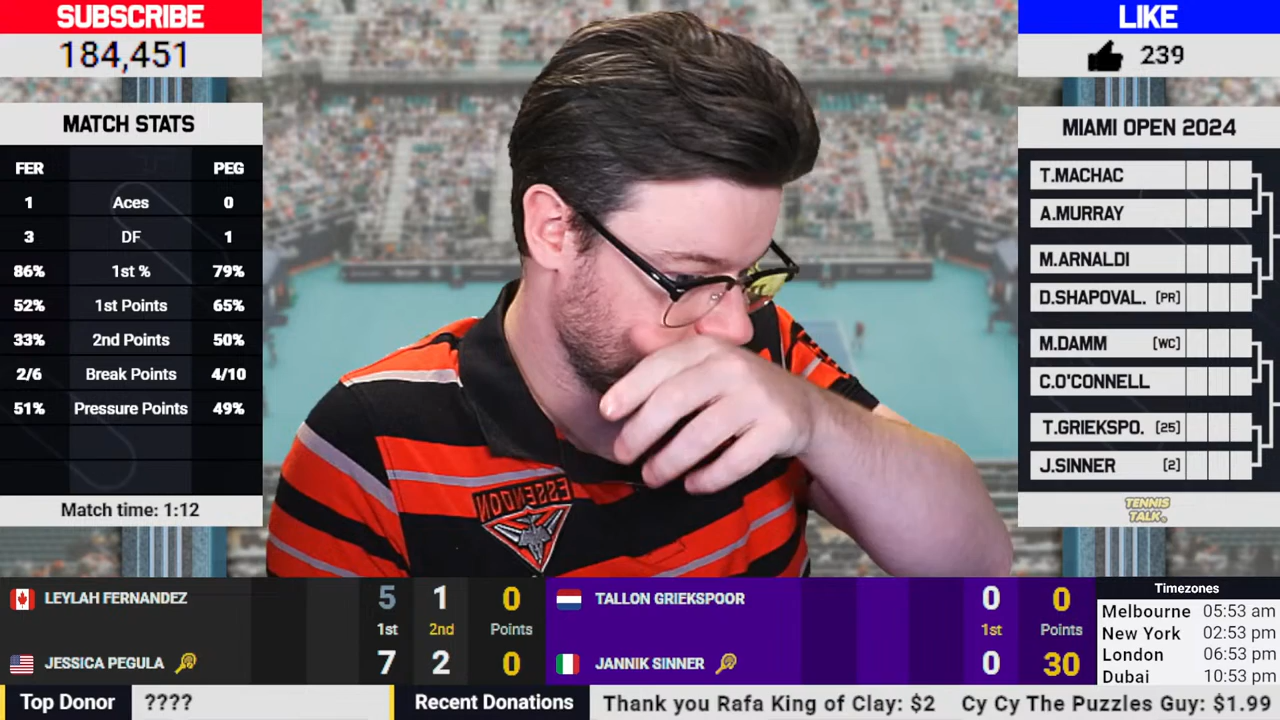 SUBSCRIBE
184,451
MATCH STATS
FER PEG
1 Aces 0
3 DF 1
86% 1st % 79%
52% 1st Points 65%
33% 2nd Points 50%
2/6 Break Points 4/10
51% Pressure Points 49%
Match time: 1:12
LIKE
239
MIAMI OPEN 2024
T.MACHAC
A.MURRAY
M.ARNALDI
D.SHAPOVAL. [PR]
M.DAMM [WC]
C.O'CONNELL
T.GRIEKSPO. [25]
J.SINNER [2]
TENNIS
TALK
ESSENDON
LEYLAH FERNANDEZ 5 1 0
1st 2nd Points
JESSICA PEGULA 7 2 0
TALLON GRIEKSPOOR 0 0
1st Points
JANNIK SINNER 0 30
Timezones
Melbourne 05:53 am
New York 02:53 pm
London 06:53 pm
Dubai 10:53 pm
Top Donor ????
Recent Donations Thank you Rafa King of Clay: $2 Cy Cy The Puzzles Guy: $1.99